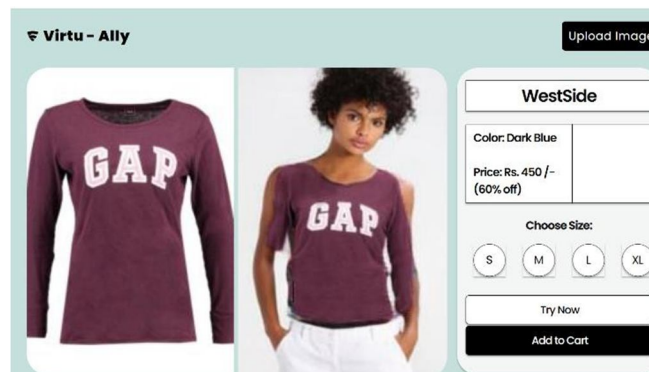 Virtu - Ally
Upload Image
GAP
GAP
WestSide
Color: Dark Blue
Price: Rs. 450 /-
(60% off)
Choose Size:
S M L XL
Try Now
Add to Cart